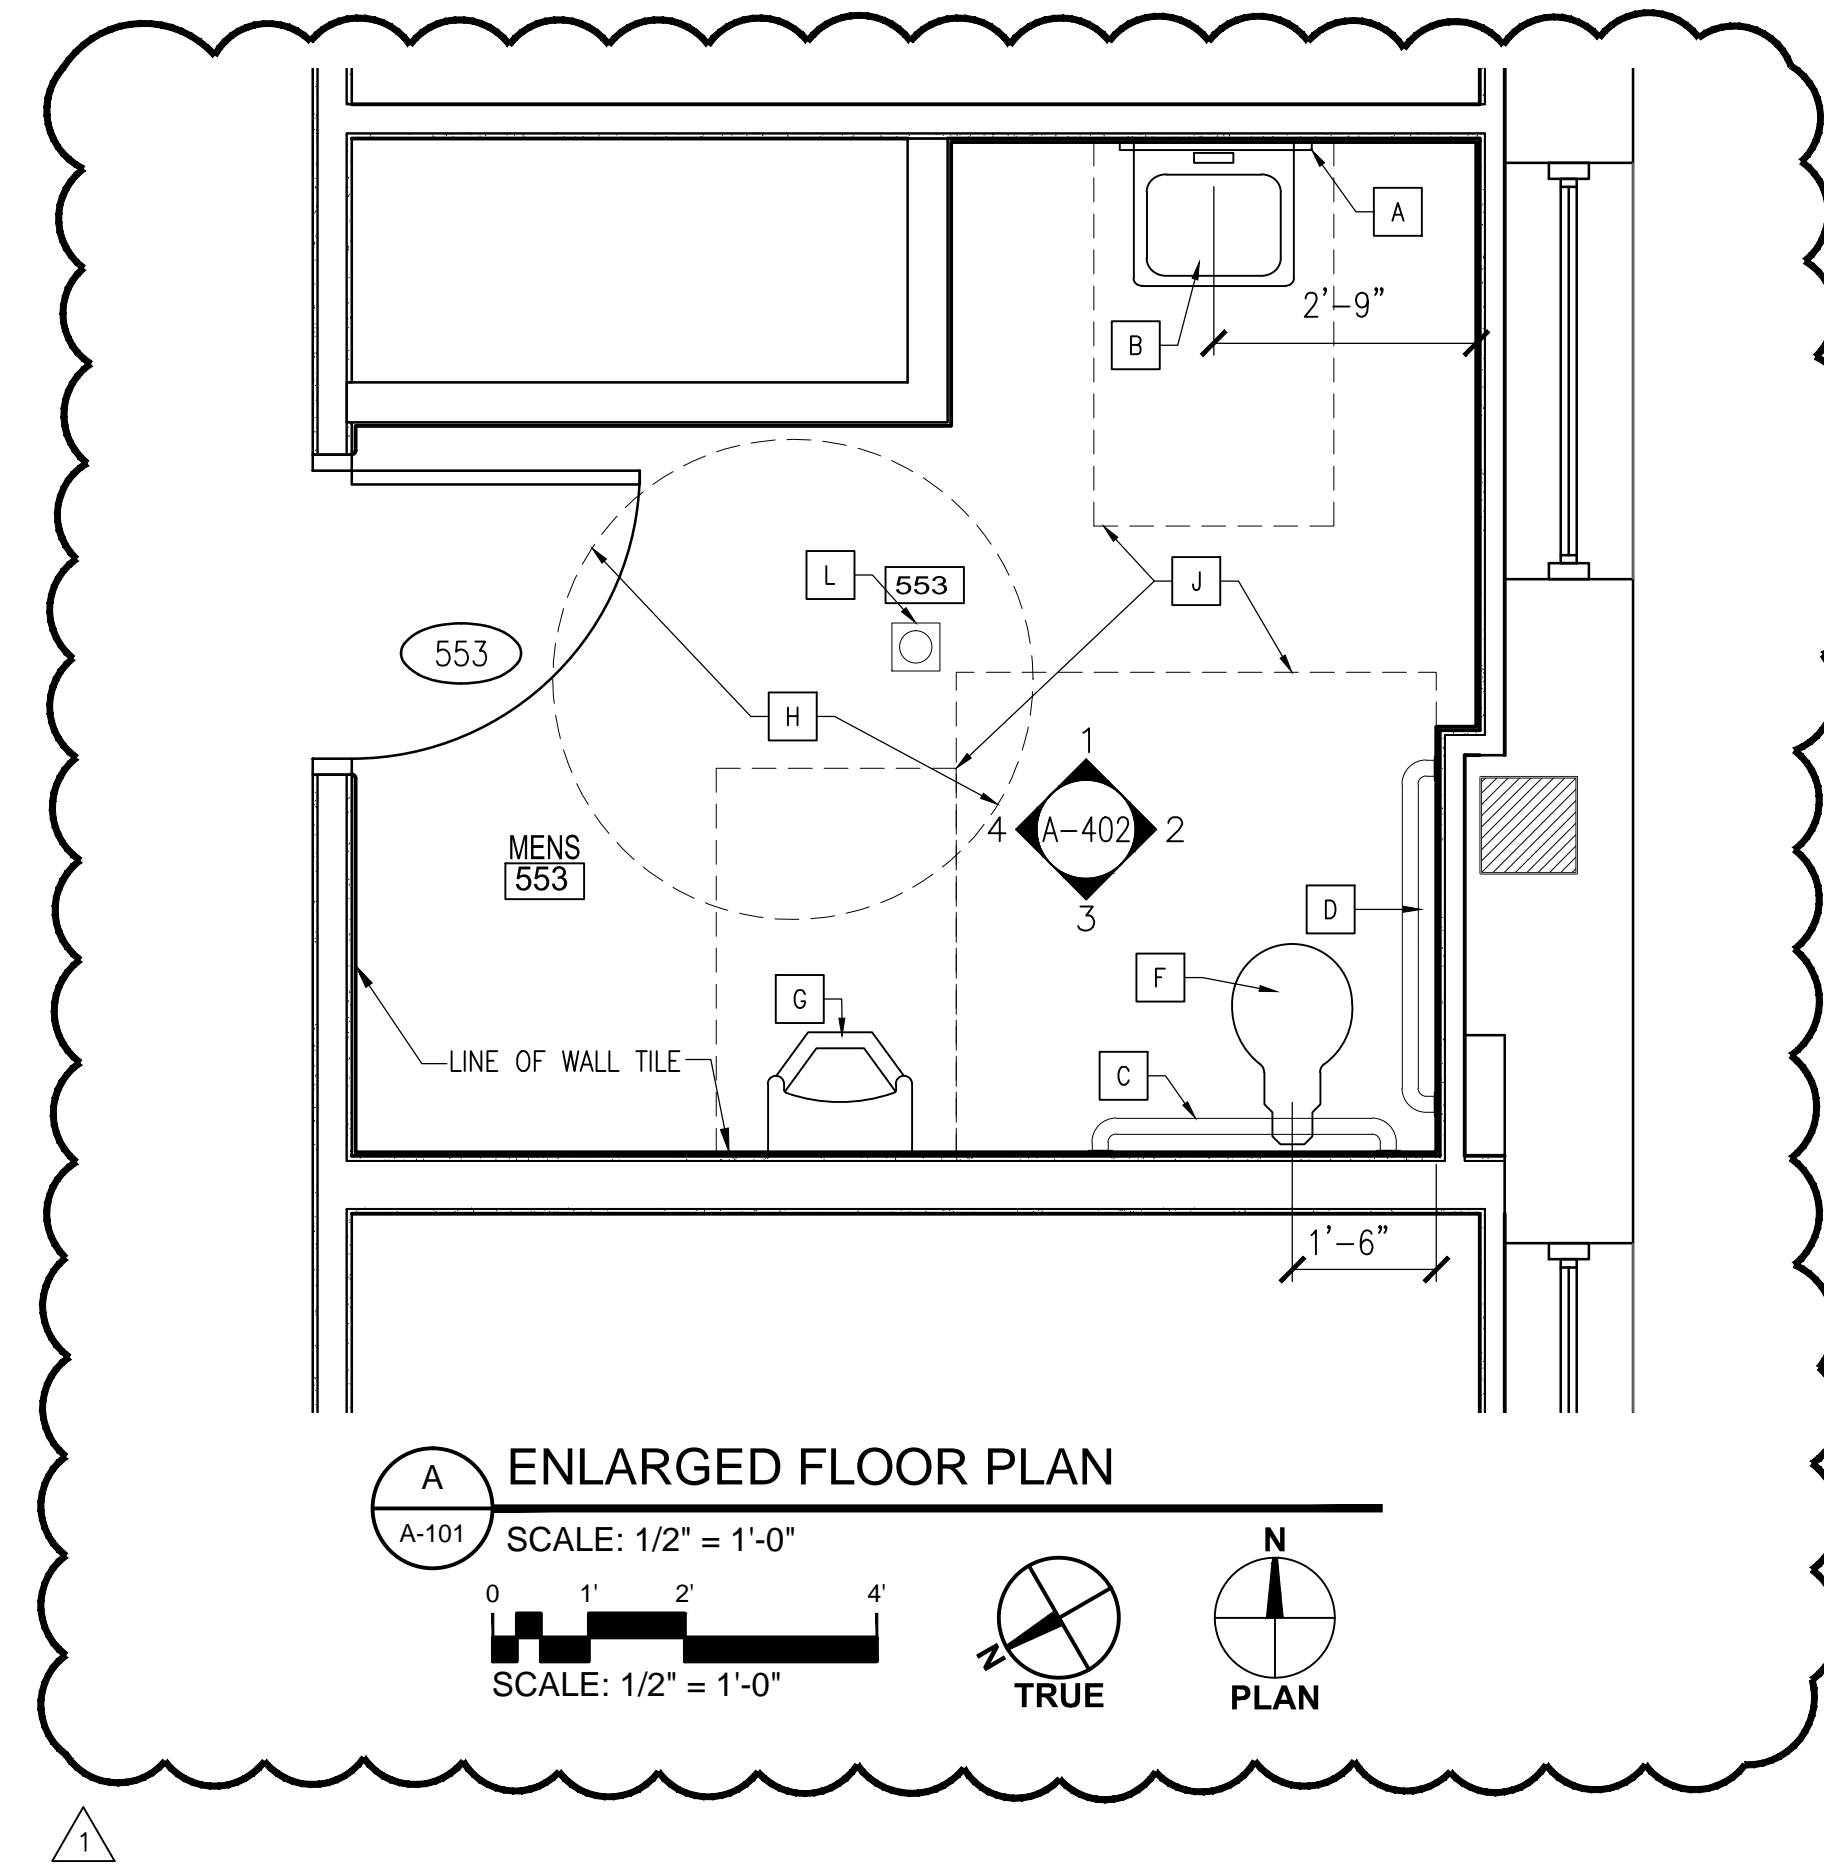 A
B
2'-9"
L
553
J
553
H
1
4
A-402
2
3
MENS
553
D
F
G
C
LINE OF WALL TILE
1'-6"
A
A-101
ENLARGED FLOOR PLAN
SCALE: 1/2" = 1'-0"
0 1' 2' 4'
SCALE: 1/2" = 1'-0"
N
TRUE
N
PLAN
1